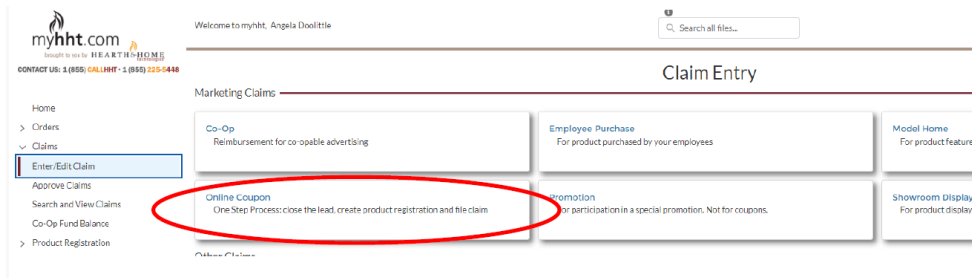 myhht.com
brought to you by HEARTH & HOME
technologies
CONTACT US: 1 (855) CALLHHT • 1 (855) 225-5448
Welcome to myhht, Angela Doolittle
Search all files...
Home
Orders
Claims
Enter/Edit Claim
Approve Claims
Search and View Claims
Co-Op Fund Balance
Product Registration
Claim Entry
Marketing Claims
Co-Op
Reimbursement for co-opable advertising
Employee Purchase
For product purchased by your employees
Model Home
For product feature
Online Coupon
One Step Process: close the lead, create product registration and file claim
Promotion
For participation in a special promotion. Not for coupons.
Showroom Display
For product display
Other Claims